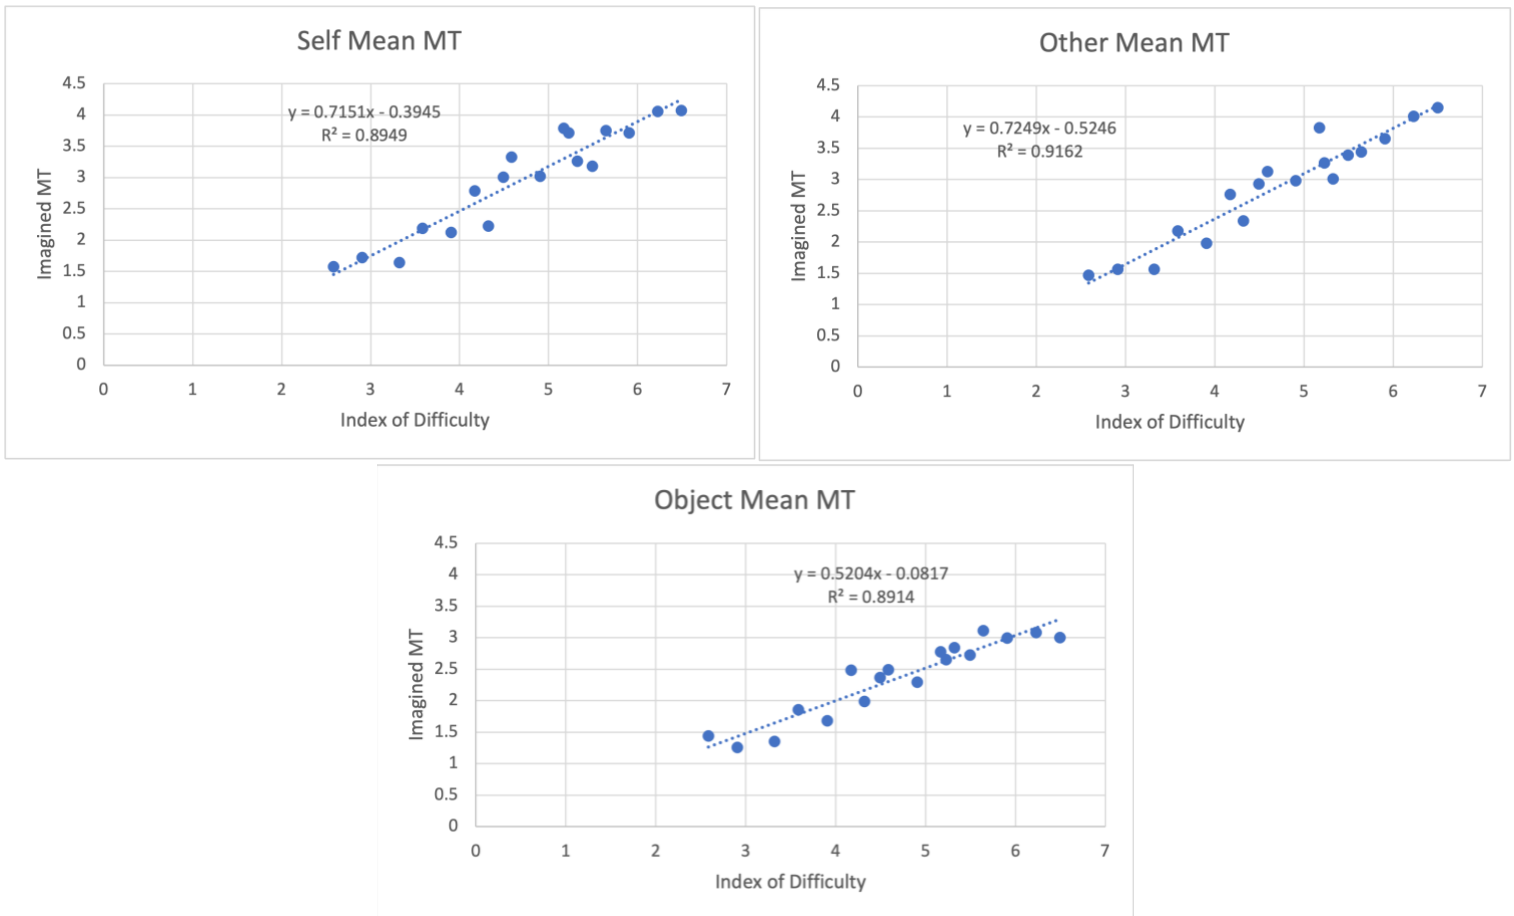 Self Mean MT
4.5
4
3.5
3
2.5
2
1.5
1
0.5
0
Imagined MT
y = 0.7151x - 0.3945
R² = 0.8949
0 1 2 3 4 5 6 7
Index of Difficulty
Other Mean MT
4.5
4
3.5
3
2.5
2
1.5
1
0.5
0
Imagined MT
y = 0.7249x - 0.5246
R² = 0.9162
0 1 2 3 4 5 6 7
Index of Difficulty
Object Mean MT
4.5
4
3.5
3
2.5
2
1.5
1
0.5
0
Imagined MT
y = 0.5204x - 0.0817
R² = 0.8914
0 1 2 3 4 5 6 7
Index of Difficulty